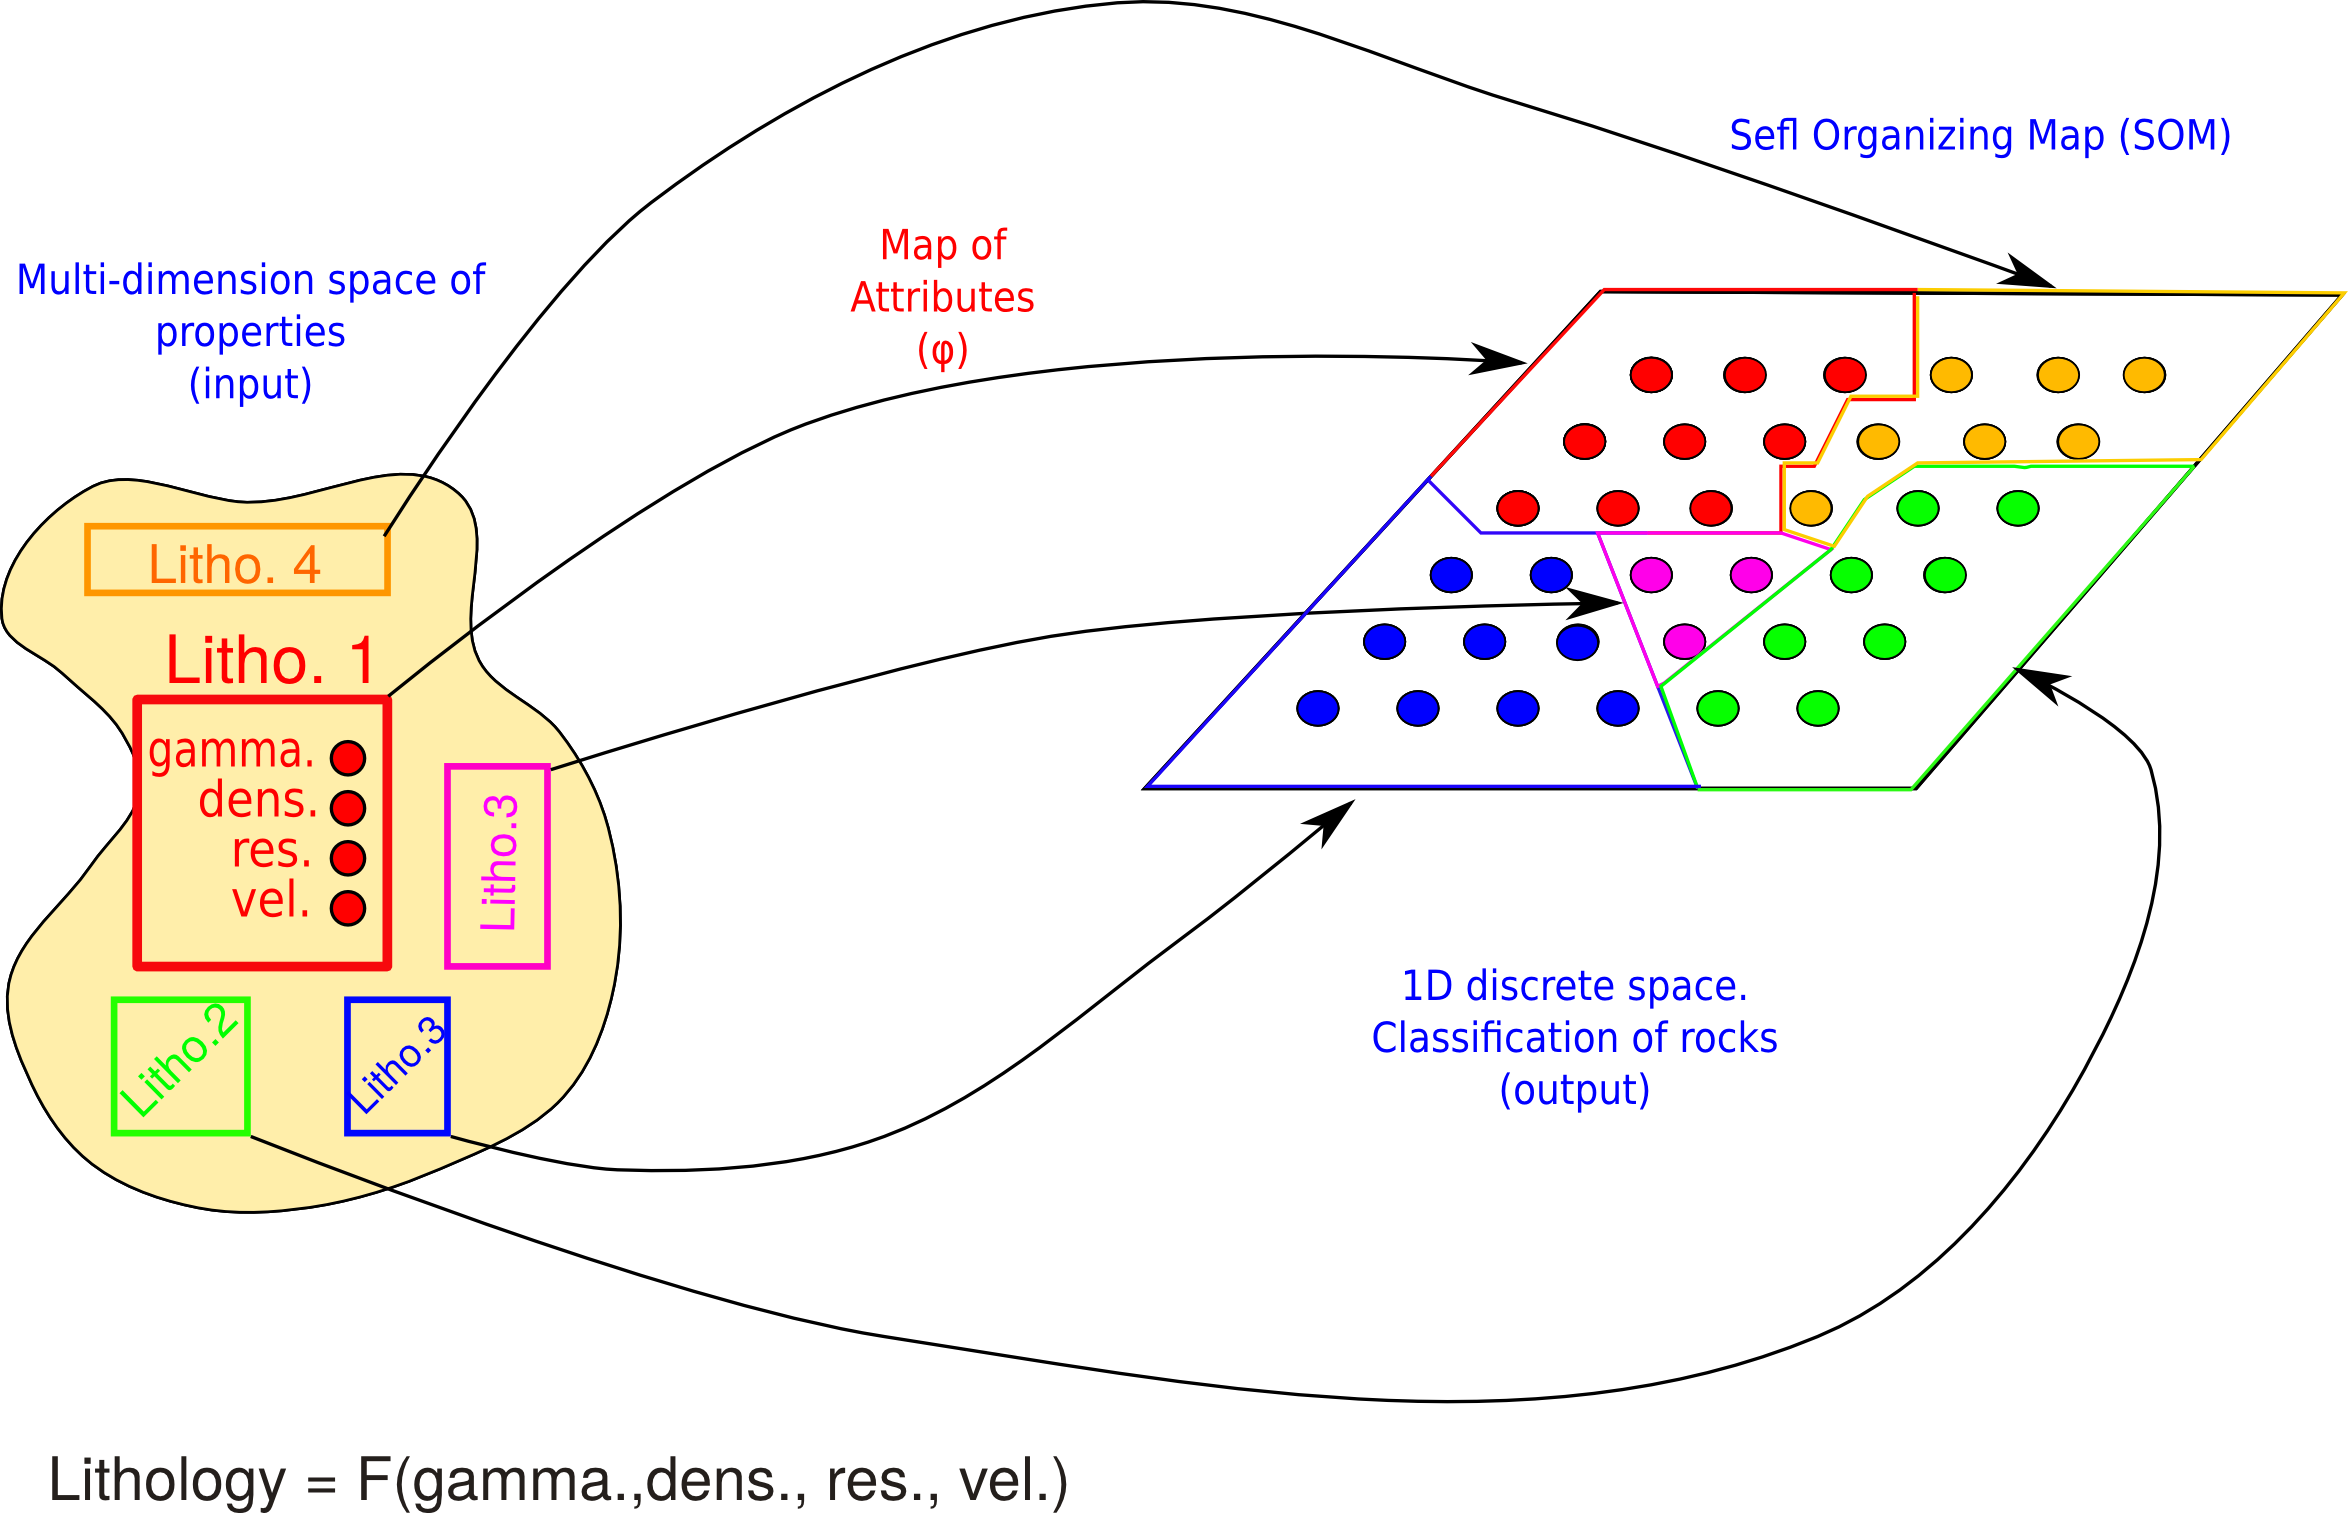 Sefl Organizing Map (SOM)
Multi-dimension space of
properties
(input)
Map of
Attributes
(φ)
Litho. 4
Litho. 1
gamma.
dens.
res.
vel.
Litho.3
Litho.2
Litho.3
1D discrete space.
Classification of rocks
(output)
Lithology = F(gamma.,dens., res., vel.)